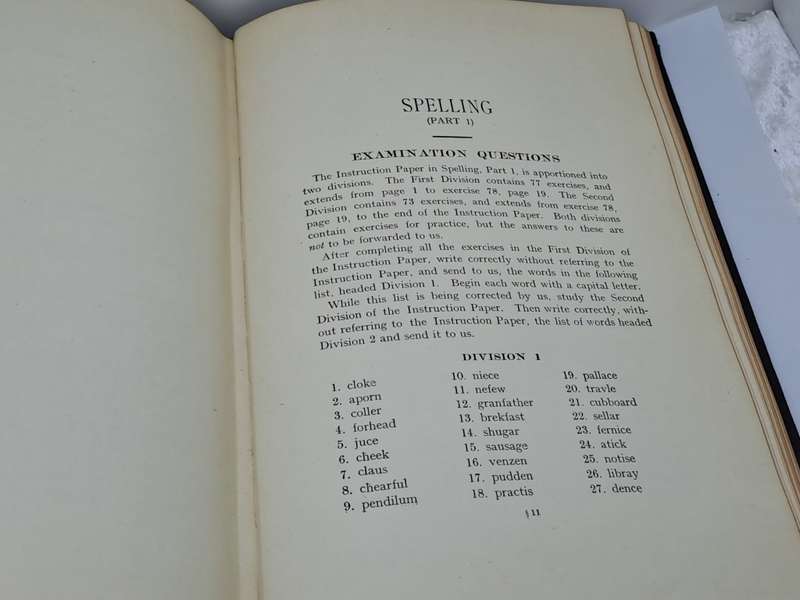 SPELLING
(PART 1)
EXAMINATION QUESTIONS
The Instruction Paper in Spelling, Part 1, is apportioned into
two divisions. The First Division contains 77 exercises, and
extends from page 1 to exercise 78, page 19. The Second
Division contains 73 exercises, and extends from exercise 78,
page 19, to the end of the Instruction Paper. Both divisions
contain exercises for practice, but the answers to these are
not to be forwarded to us.
After completing all the exercises in the First Division of
the Instruction Paper, write correctly without referring to the
Instruction Paper, and send to us, the words in the following
list, headed Division 1. Begin each word with a capital letter.
While this list is being corrected by us, study the Second
Division of the Instruction Paper. Then write correctly, with-
out referring to the Instruction Paper, the list of words headed
Division 2 and send it to us.
DIVISION 1
1. cloke
2. aporn
3. coller
4. forhead
5. juce
6. cheek
7. claus
8. chearful
9. pendilum
10. niece
11. nefew
12. granfather
13. brekfast
14. shugar
15. sausage
16. venzen
17. pudden
18. practis
19. pallace
20. travle
21. cubboard
22. sellar
23. fernice
24. atick
25. notise
26. libray
27. dence
§11